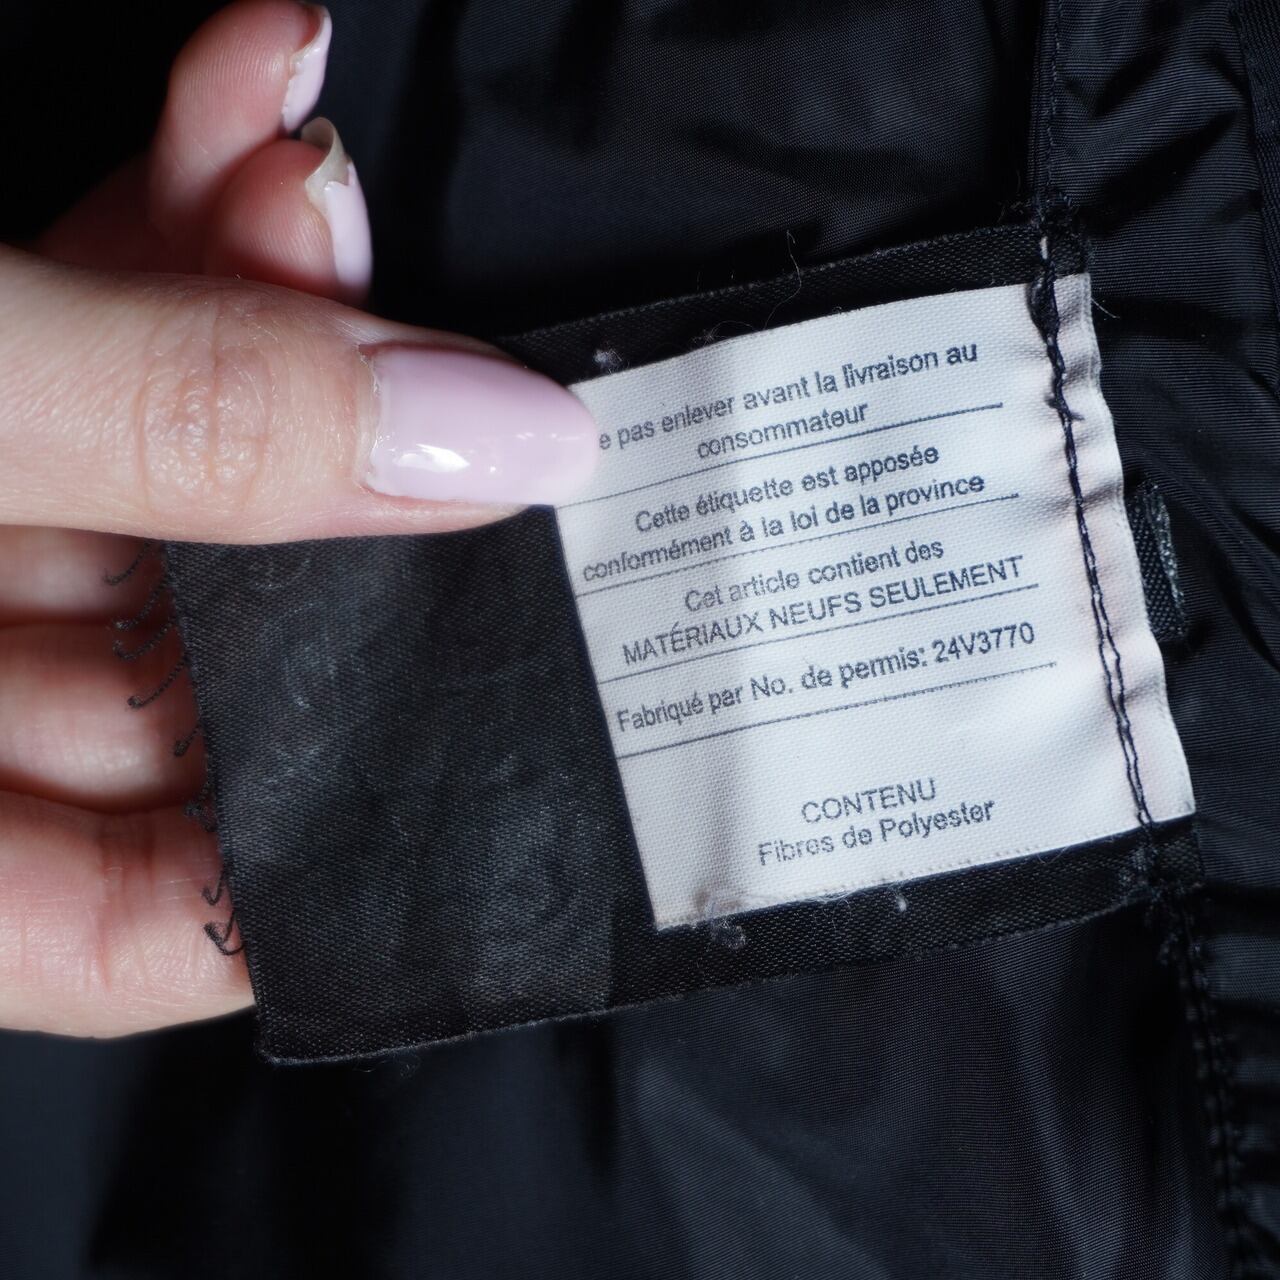 e pas enlever avant la livraison au
consommateur
Cette étiquette est apposée
conformément à la loi de la province
Cet article contient des
MATÉRIAUX NEUFS SEULEMENT
Fabriqué par No. de permis: 24V3770
CONTENU
Fibres de Polyester